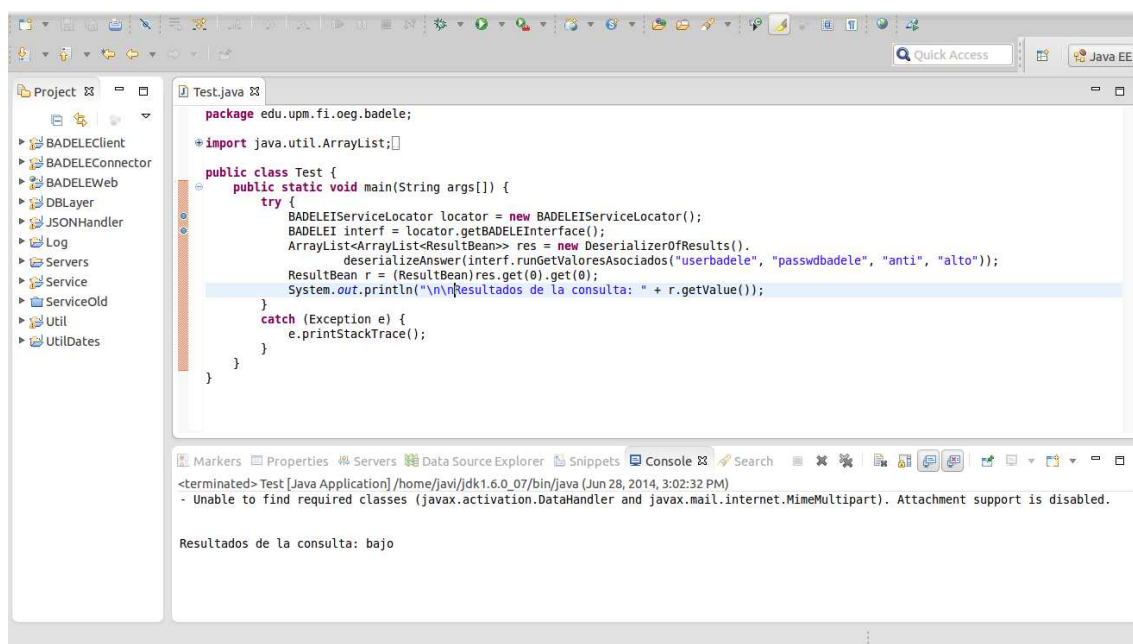 Quick Access
Java EE
Project
Test.java
BADELEClient
BADELEConnector
BADELEWeb
DBLayer
JSONHandler
Log
Servers
Service
ServiceOld
Util
UtilDates
package edu.upm.fi.oeg.badele;
import java.util.ArrayList;
public class Test {
public static void main(String args[]) {
try {
BADELEIServiceLocator locator = new BADELEIServiceLocator();
BADELEI interf = locator.getBADELEInterface();
ArrayList<ArrayList<ResultBean>> res = new DeserializerOfResults().
deserializeAnswer(interf.runGetValoresAsociados("userbadele", "passwdbadele", "anti", "alto"));
ResultBean r = (ResultBean)res.get(0).get(0);
System.out.println("\n\nResultados de la consulta: " + r.getValue());
}
catch (Exception e) {
e.printStackTrace();
}
}
}
Markers Properties Servers Data Source Explorer Snippets Console Search
<terminated> Test [Java Application] /home/javi/jdk1.6.0_07/bin/java (Jun 28, 2014, 3:02:32 PM)
- Unable to find required classes (javax.activation.DataHandler and javax.mail.internet.MimeMultipart). Attachment support is disabled.
Resultados de la consulta: bajo